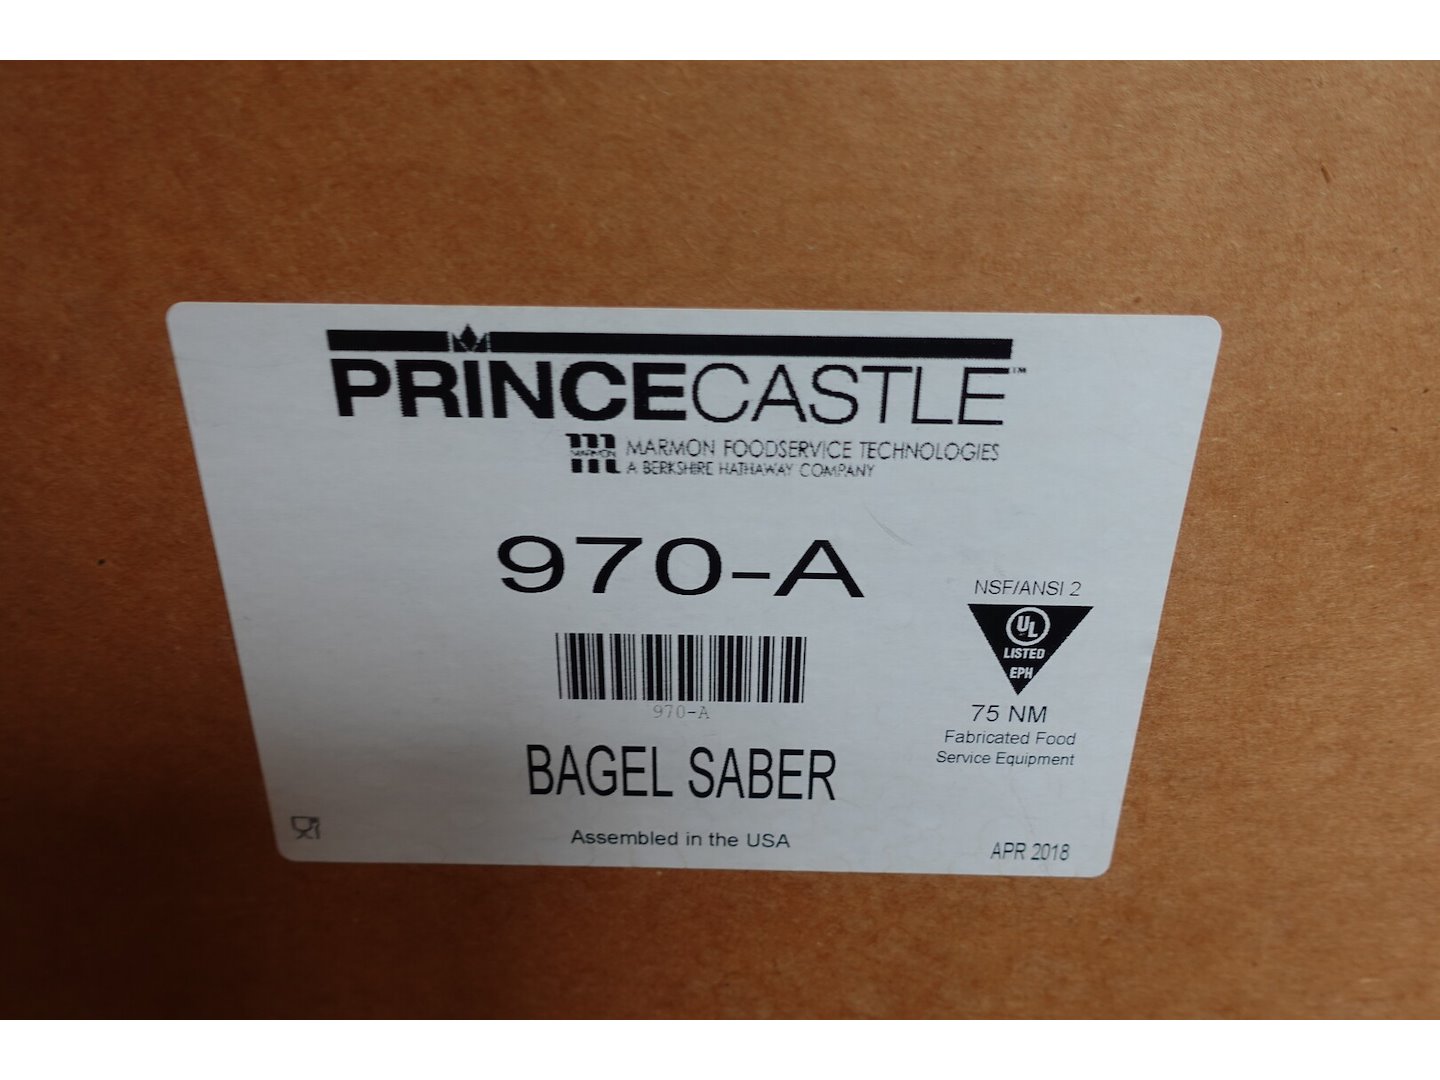 PRINCECASTLE™
MARMON
MARMON FOODSERVICE TECHNOLOGIES
A BERKSHIRE HATHAWAY COMPANY
970-A
NSF/ANSI 2
UL
LISTED
EPH
970-A
75 NM
Fabricated Food
Service Equipment
BAGEL SABER
Assembled in the USA
APR 2018